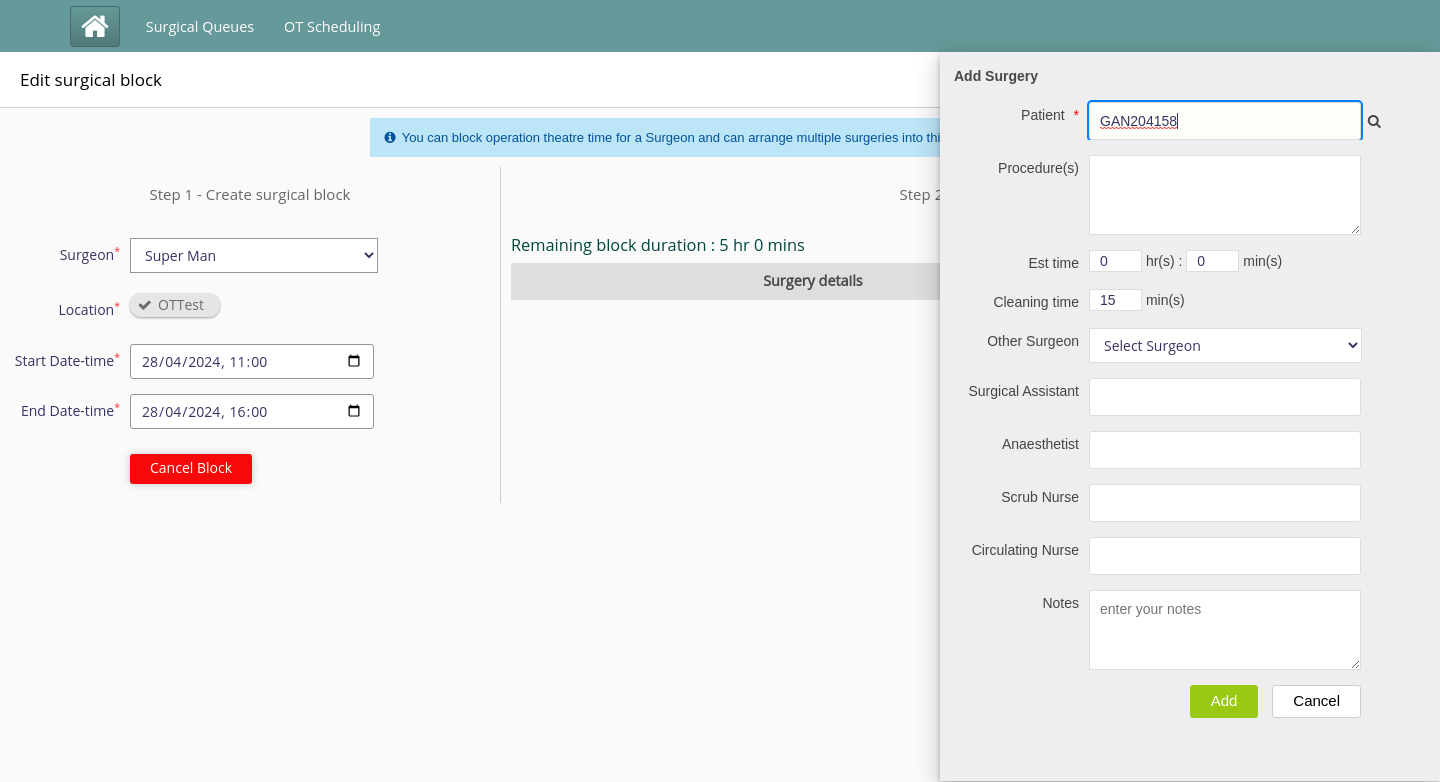 Surgical Queues OT Scheduling
Edit surgical block
You can block operation theatre time for a Surgeon and can arrange multiple surgeries into thi
Step 1 - Create surgical block
Surgeon* Super Man
Location* OTTest
Start Date-time* 28/04/2024, 11:00
End Date-time* 28/04/2024, 16:00
Cancel Block
Step 2
Remaining block duration : 5 hr 0 mins
Surgery details
Add Surgery
Patient * GAN204158
Procedure(s)
Est time 0 hr(s) : 0 min(s)
Cleaning time 15 min(s)
Other Surgeon Select Surgeon
Surgical Assistant
Anaesthetist
Scrub Nurse
Circulating Nurse
Notes enter your notes
Add Cancel